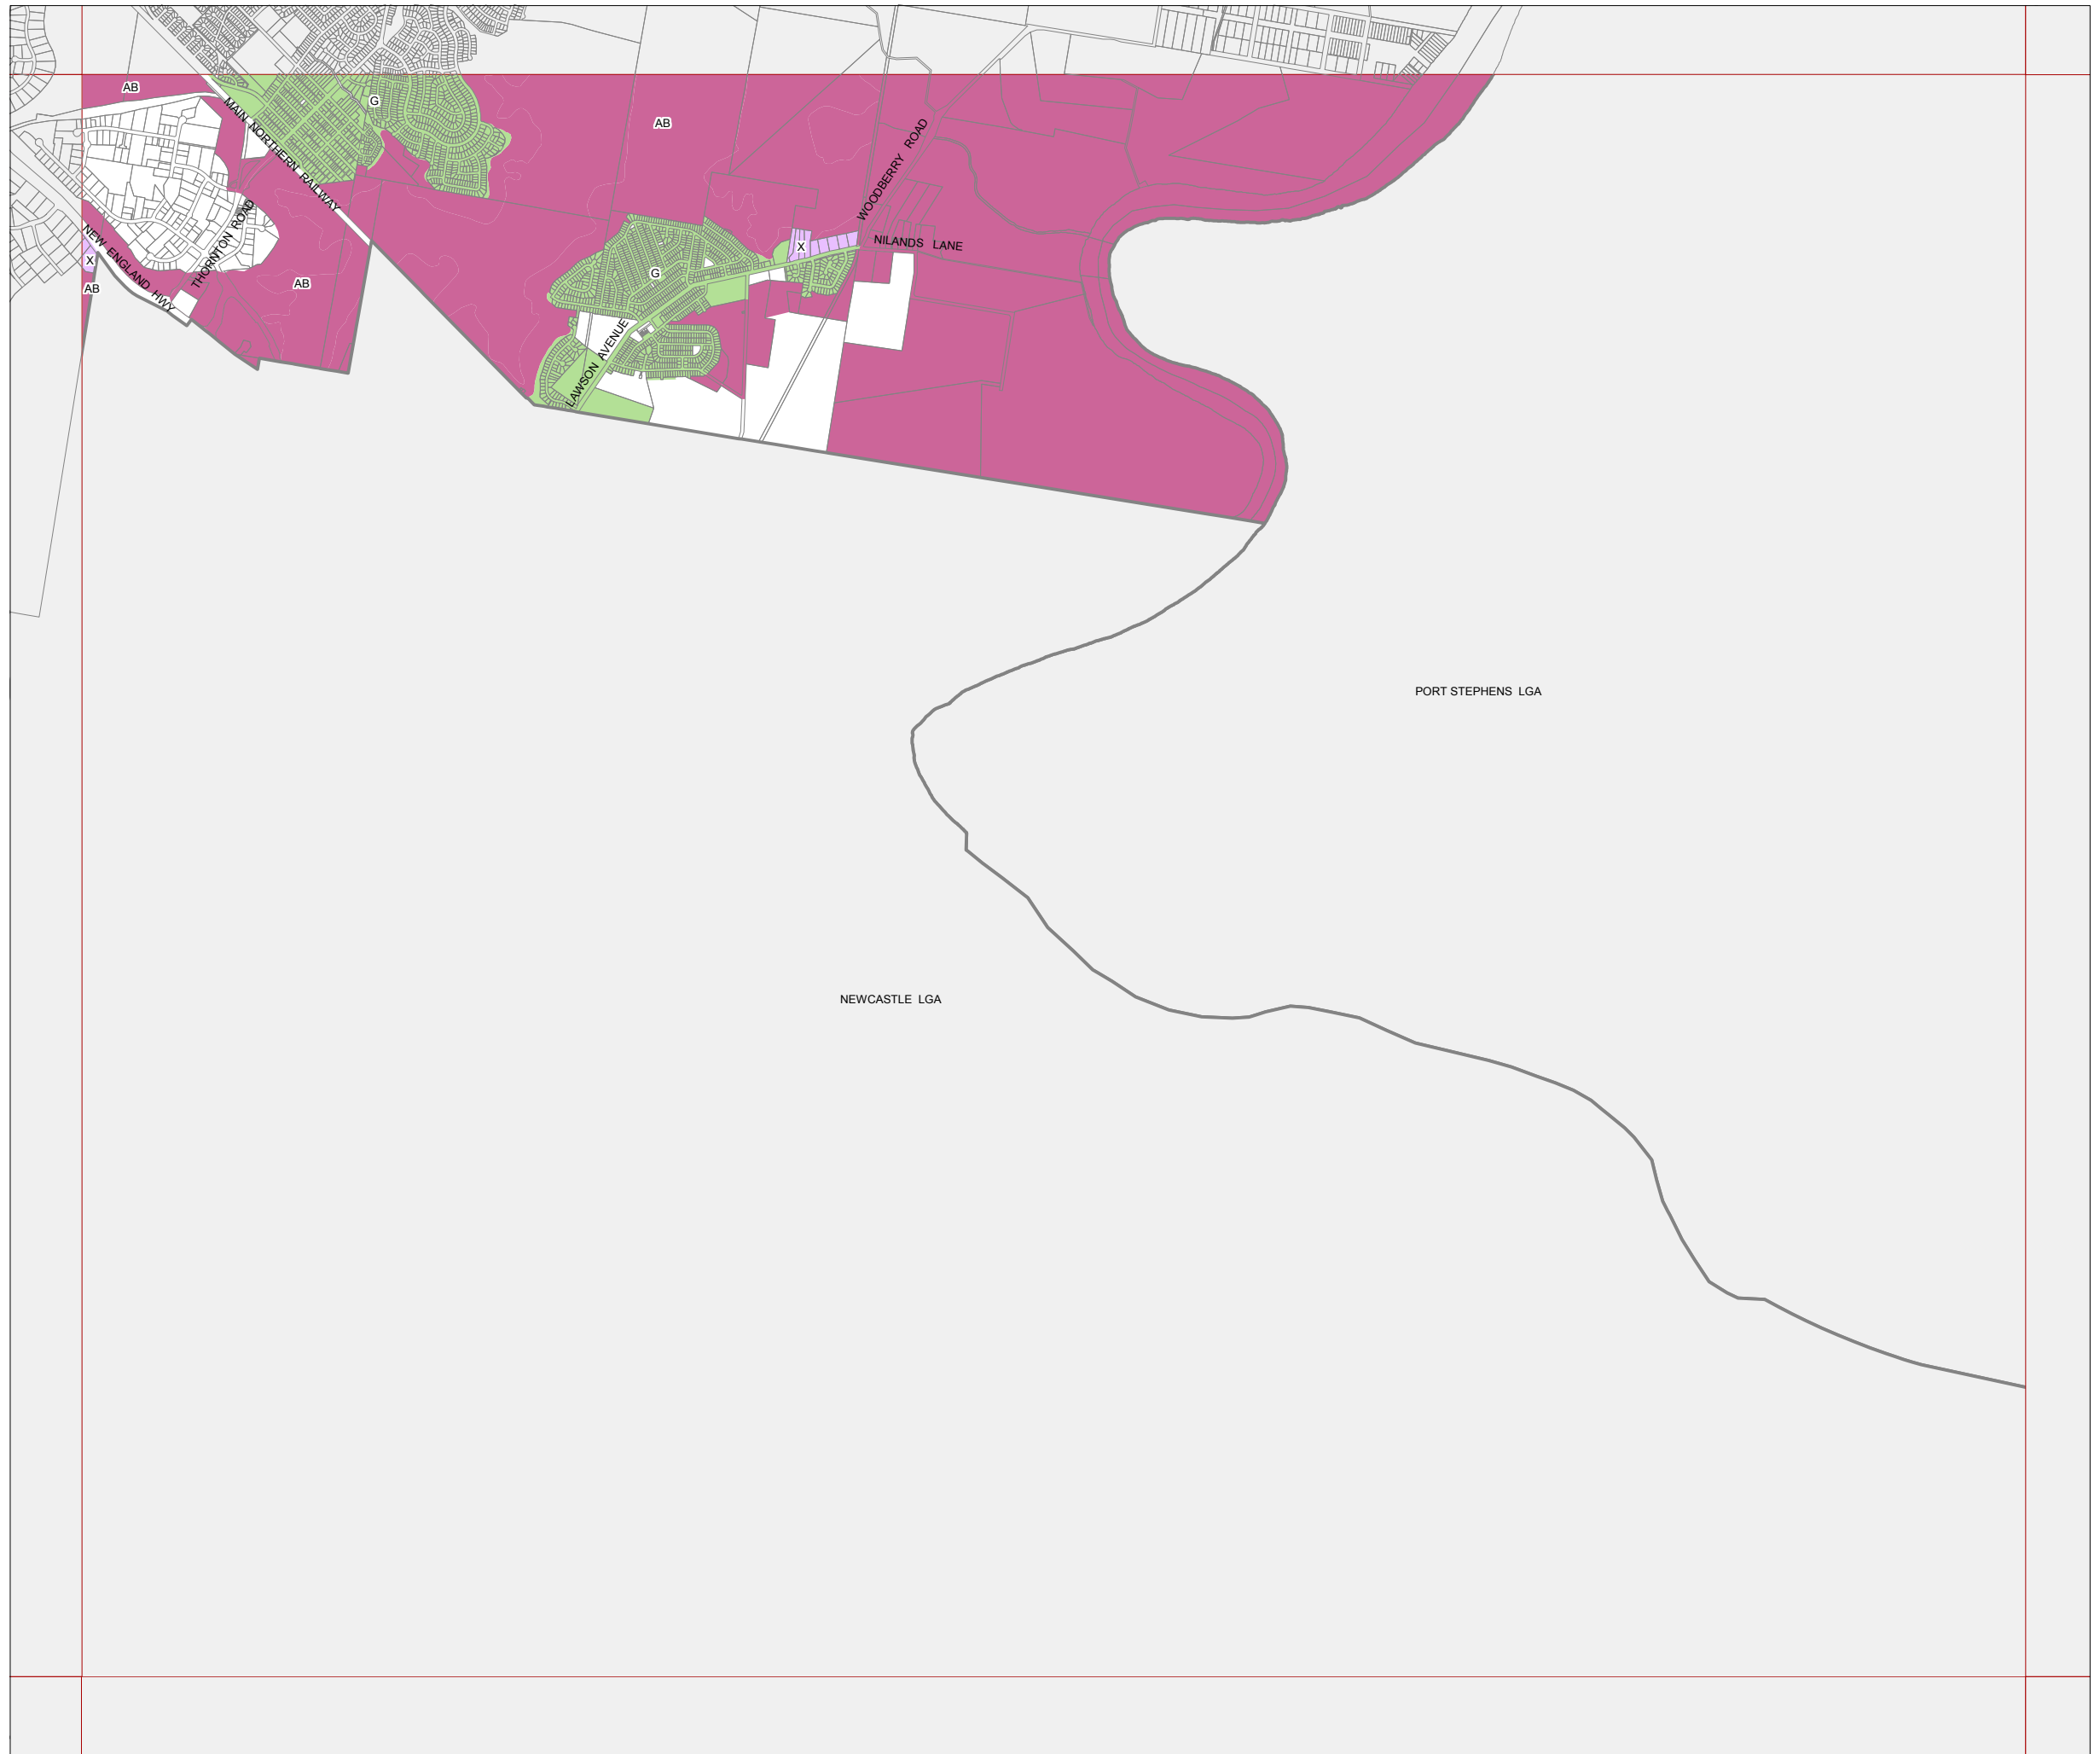 AB
G
MAIN NORTHERN RAILWAY
AB
WOODBERRY ROAD
THORNTON ROAD
NEW ENGLAND HWY
X
AB
AB
G
X
NILANDS LANE
LAWSON AVENUE
PORT STEPHENS LGA
NEWCASTLE LGA